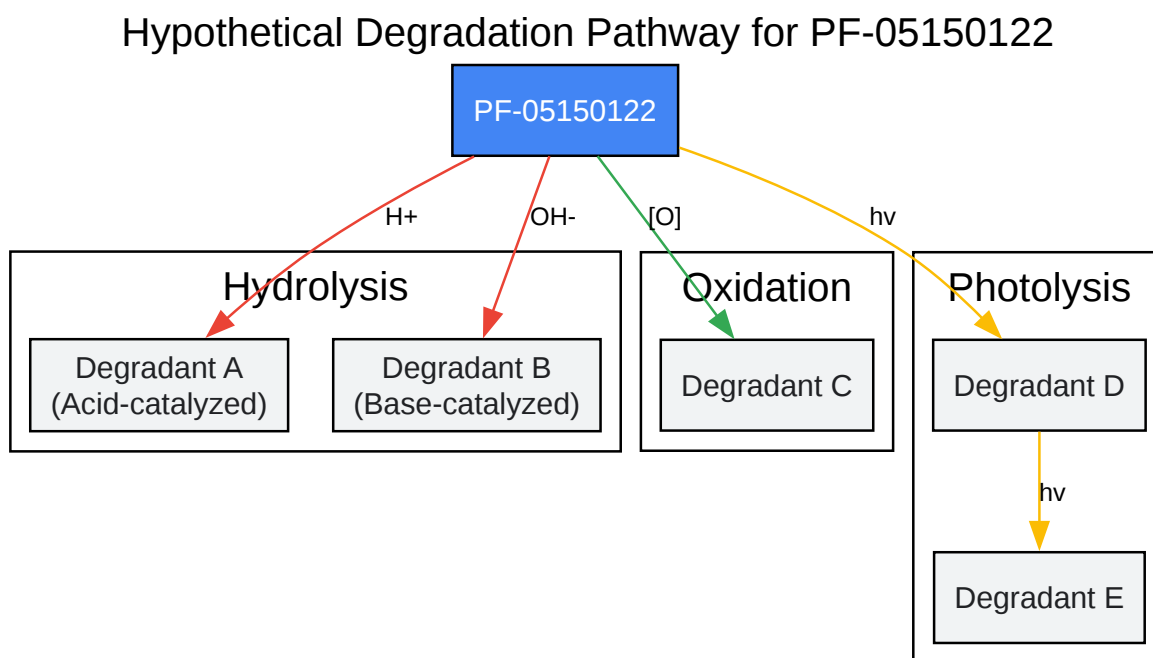 Hypothetical Degradation Pathway for PF-05150122
PF-05150122
H+
OH-
[O]
hv
Hydrolysis
Oxidation
Photolysis
Degradant A
(Acid-catalyzed)
Degradant B
(Base-catalyzed)
Degradant C
Degradant D
hv
Degradant E